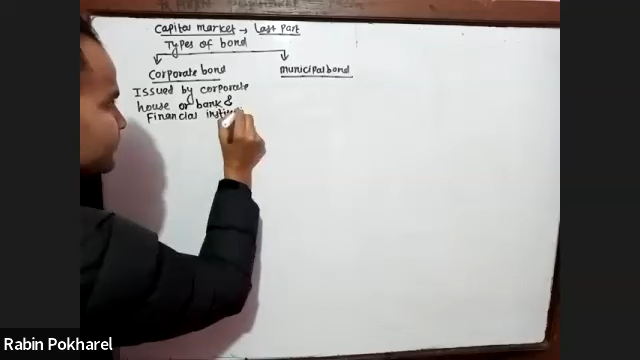 Capital market → Last part
Types of bond
Corporate bond
Issued by corporate
house or bank &
Financial
municipal bond
Rabin Pokharel